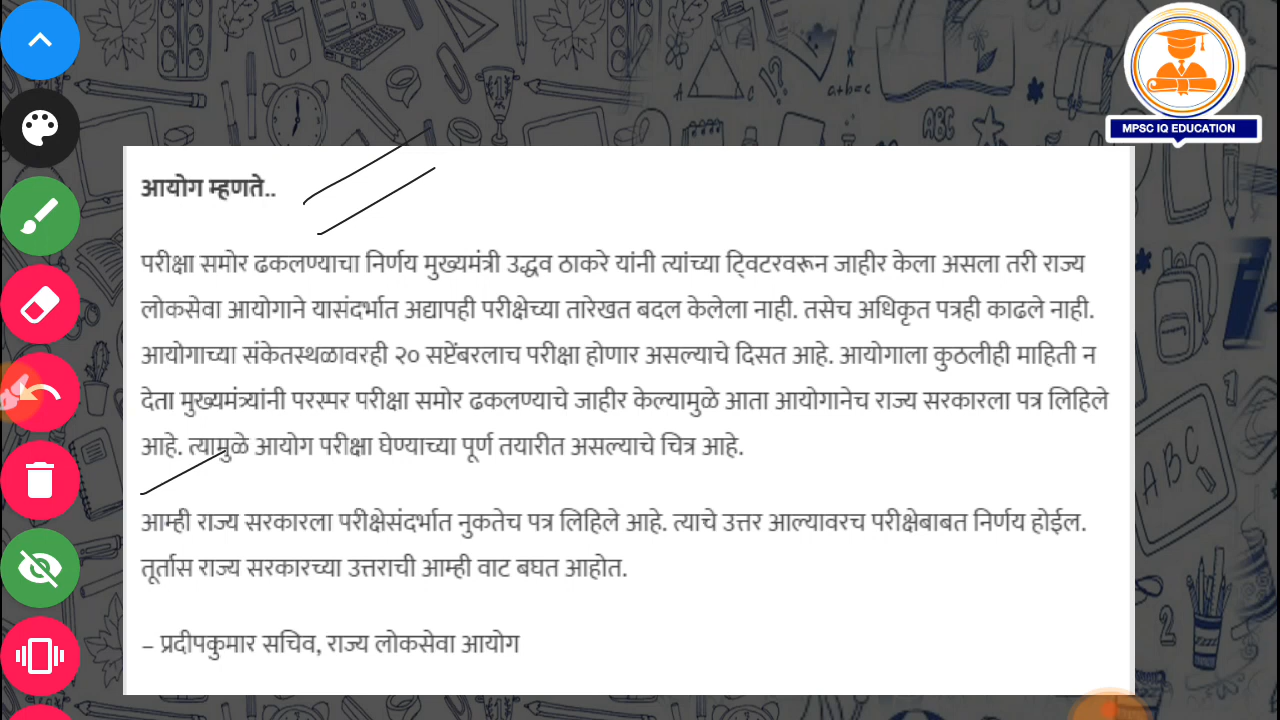 MPSC IQ EDUCATION
आयोग म्हणते..
परीक्षा समोर ढकलण्याचा निर्णय मुख्यमंत्री उद्धव ठाकरे यांनी त्यांच्या ट्विटरवरून जाहीर केला असला तरी राज्य
लोकसेवा आयोगाने यासंदर्भात अद्यापही परीक्षेच्या तारेखत बदल केलेला नाही. तसेच अधिकृत पत्रही काढले नाही.
आयोगाच्या संकेतस्थळावरही २० सप्टेंबरलाच परीक्षा होणार असल्याचे दिसत आहे. आयोगाला कुठलीही माहिती न
देता मुख्यमंत्र्यांनी परस्पर परीक्षा समोर ढकलण्याचे जाहीर केल्यामुळे आता आयोगानेच राज्य सरकारला पत्र लिहिले
आहे. त्यामुळे आयोग परीक्षा घेण्याच्या पूर्ण तयारीत असल्याचे चित्र आहे.
आम्ही राज्य सरकारला परीक्षेसंदर्भात नुकतेच पत्र लिहिले आहे. त्याचे उत्तर आल्यावरच परीक्षेबाबत निर्णय होईल.
तूर्तास राज्य सरकारच्या उत्तराची आम्ही वाट बघत आहोत.
– प्रदीपकुमार सचिव, राज्य लोकसेवा आयोग
A
C
a+b=c
ABC
!?
1
ABC
2